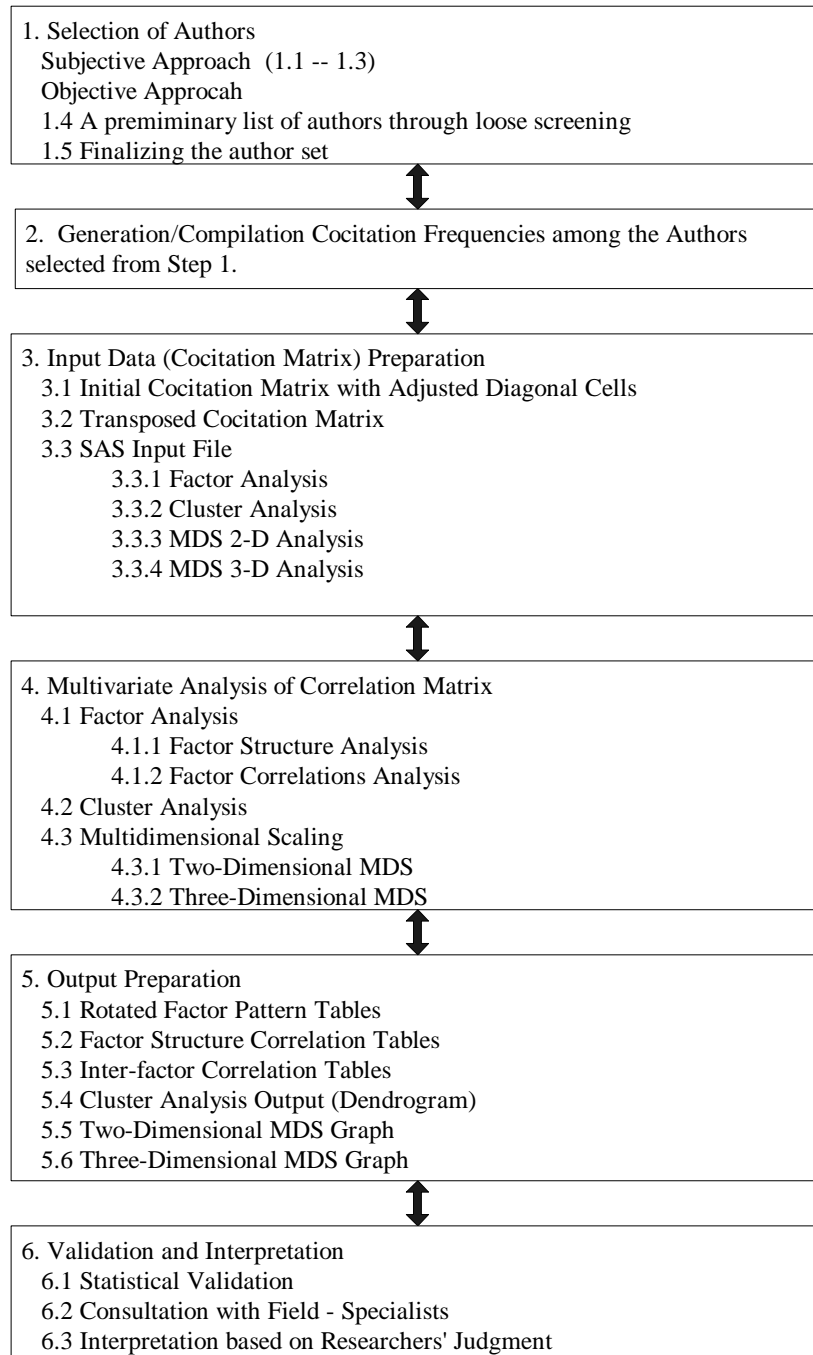 1. Selection of Authors
Subjective Approach (1.1 -- 1.3)
Objective Approcah
1.4 A premiminary list of authors through loose screening
1.5 Finalizing the author set
2. Generation/Compilation Cocitation Frequencies among the Authors
selected from Step 1.
3. Input Data (Cocitation Matrix) Preparation
3.1 Initial Cocitation Matrix with Adjusted Diagonal Cells
3.2 Transposed Cocitation Matrix
3.3 SAS Input File
3.3.1 Factor Analysis
3.3.2 Cluster Analysis
3.3.3 MDS 2-D Analysis
3.3.4 MDS 3-D Analysis
4. Multivariate Analysis of Correlation Matrix
4.1 Factor Analysis
4.1.1 Factor Structure Analysis
4.1.2 Factor Correlations Analysis
4.2 Cluster Analysis
4.3 Multidimensional Scaling
4.3.1 Two-Dimensional MDS
4.3.2 Three-Dimensional MDS
5. Output Preparation
5.1 Rotated Factor Pattern Tables
5.2 Factor Structure Correlation Tables
5.3 Inter-factor Correlation Tables
5.4 Cluster Analysis Output (Dendrogram)
5.5 Two-Dimensional MDS Graph
5.6 Three-Dimensional MDS Graph
6. Validation and Interpretation
6.1 Statistical Validation
6.2 Consultation with Field - Specialists
6.3 Interpretation based on Researchers' Judgment